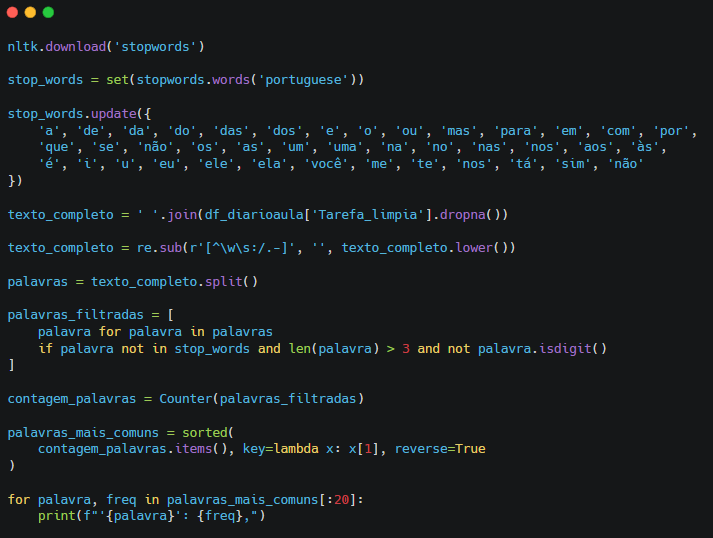 nltk.download('stopwords')
stop_words = set(stopwords.words('portuguese'))
stop_words.update({
'a', 'de', 'da', 'do', 'das', 'dos', 'e', 'o', 'ou', 'mas', 'para', 'em', 'com', 'por',
'que', 'se', 'não', 'os', 'as', 'um', 'uma', 'na', 'no', 'nas', 'nos', 'aos', 'às',
'é', 'i', 'u', 'eu', 'ele', 'ela', 'você', 'me', 'te', 'nos', 'tá', 'sim', 'não'
})
texto_completo = ' '.join(df_diarioaula['Tarefa_limpia'].dropna())
texto_completo = re.sub(r'[^\w\s:/.-]', '', texto_completo.lower())
palavras = texto_completo.split()
palavras_filtradas = [
palavra for palavra in palavras
if palavra not in stop_words and len(palavra) > 3 and not palavra.isdigit()
]
contagem_palavras = Counter(palavras_filtradas)
palavras_mais_comuns = sorted(
contagem_palavras.items(), key=lambda x: x[1], reverse=True
)
for palavra, freq in palavras_mais_comuns[:20]:
print(f"'{palavra}': {freq},")